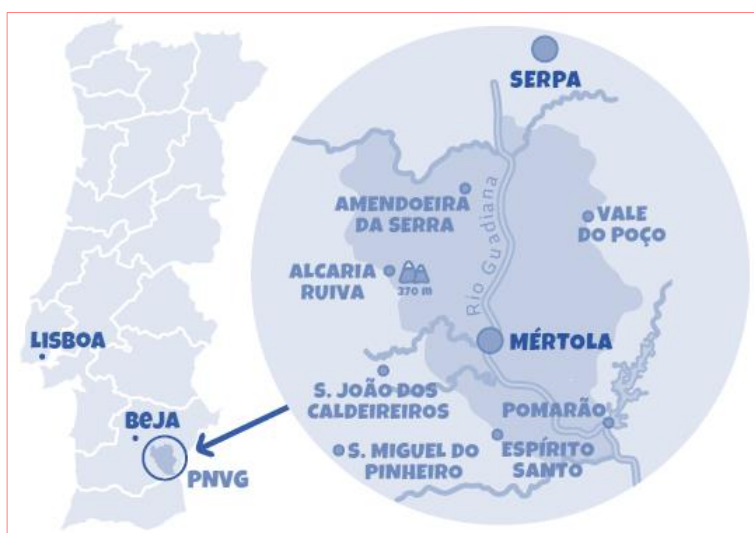 LISBOA
BEJA
PNVG
SERPA
Rio Guadiana
AMENDOEIRA
DA SERRA
VALE
DO POÇO
ALCARIA
RUIVA
370 m
MÉRTOLA
S. JOÃO DOS
CALDEIREIROS
POMARÃO
S. MIGUEL DO
PINHEIRO
ESPÍRITO
SANTO